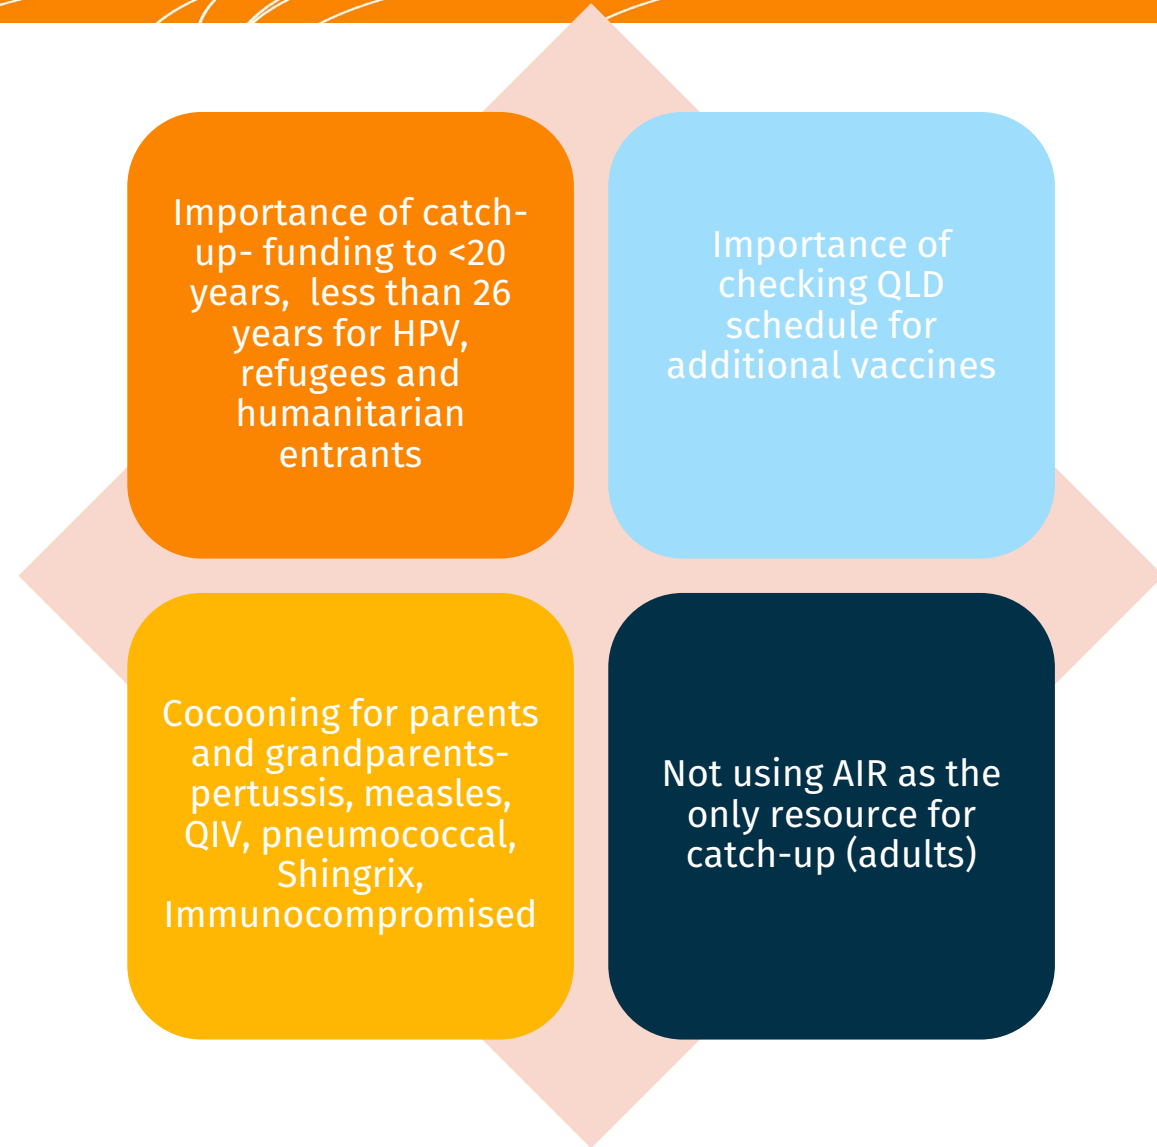 Importance of catch-
up- funding to <20
years, less than 26
years for HPV,
refugees and
humanitarian
entrants
Importance of
checking QLD
schedule for
additional vaccines
Cocooning for parents
and grandparents-
pertussis, measles,
QIV, pneumococcal,
Shingrix,
Immunocompromised
Not using AIR as the
only resource for
catch-up (adults)